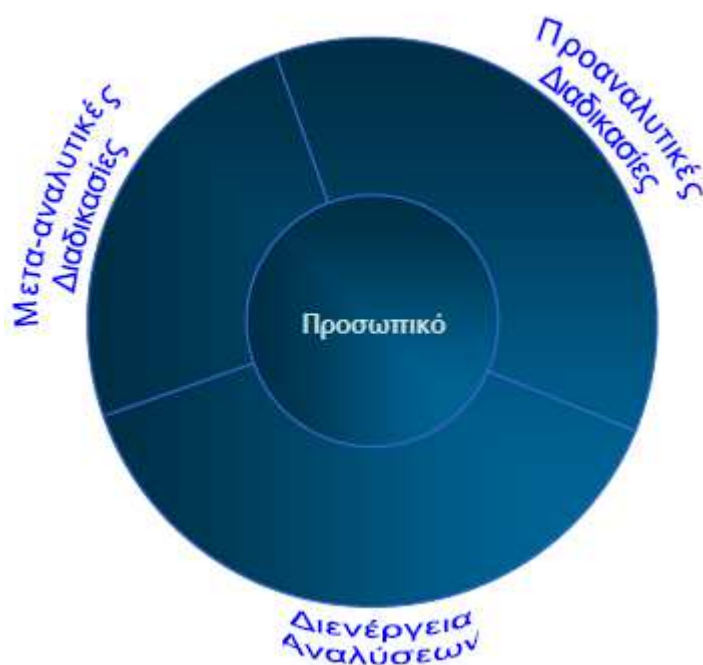 Προαναλυτικές
Διαδικασίες
Μετα-αναλυτικές
Διαδικασίες
Προσωπικό
Διενέργεια
Αναλύσεων